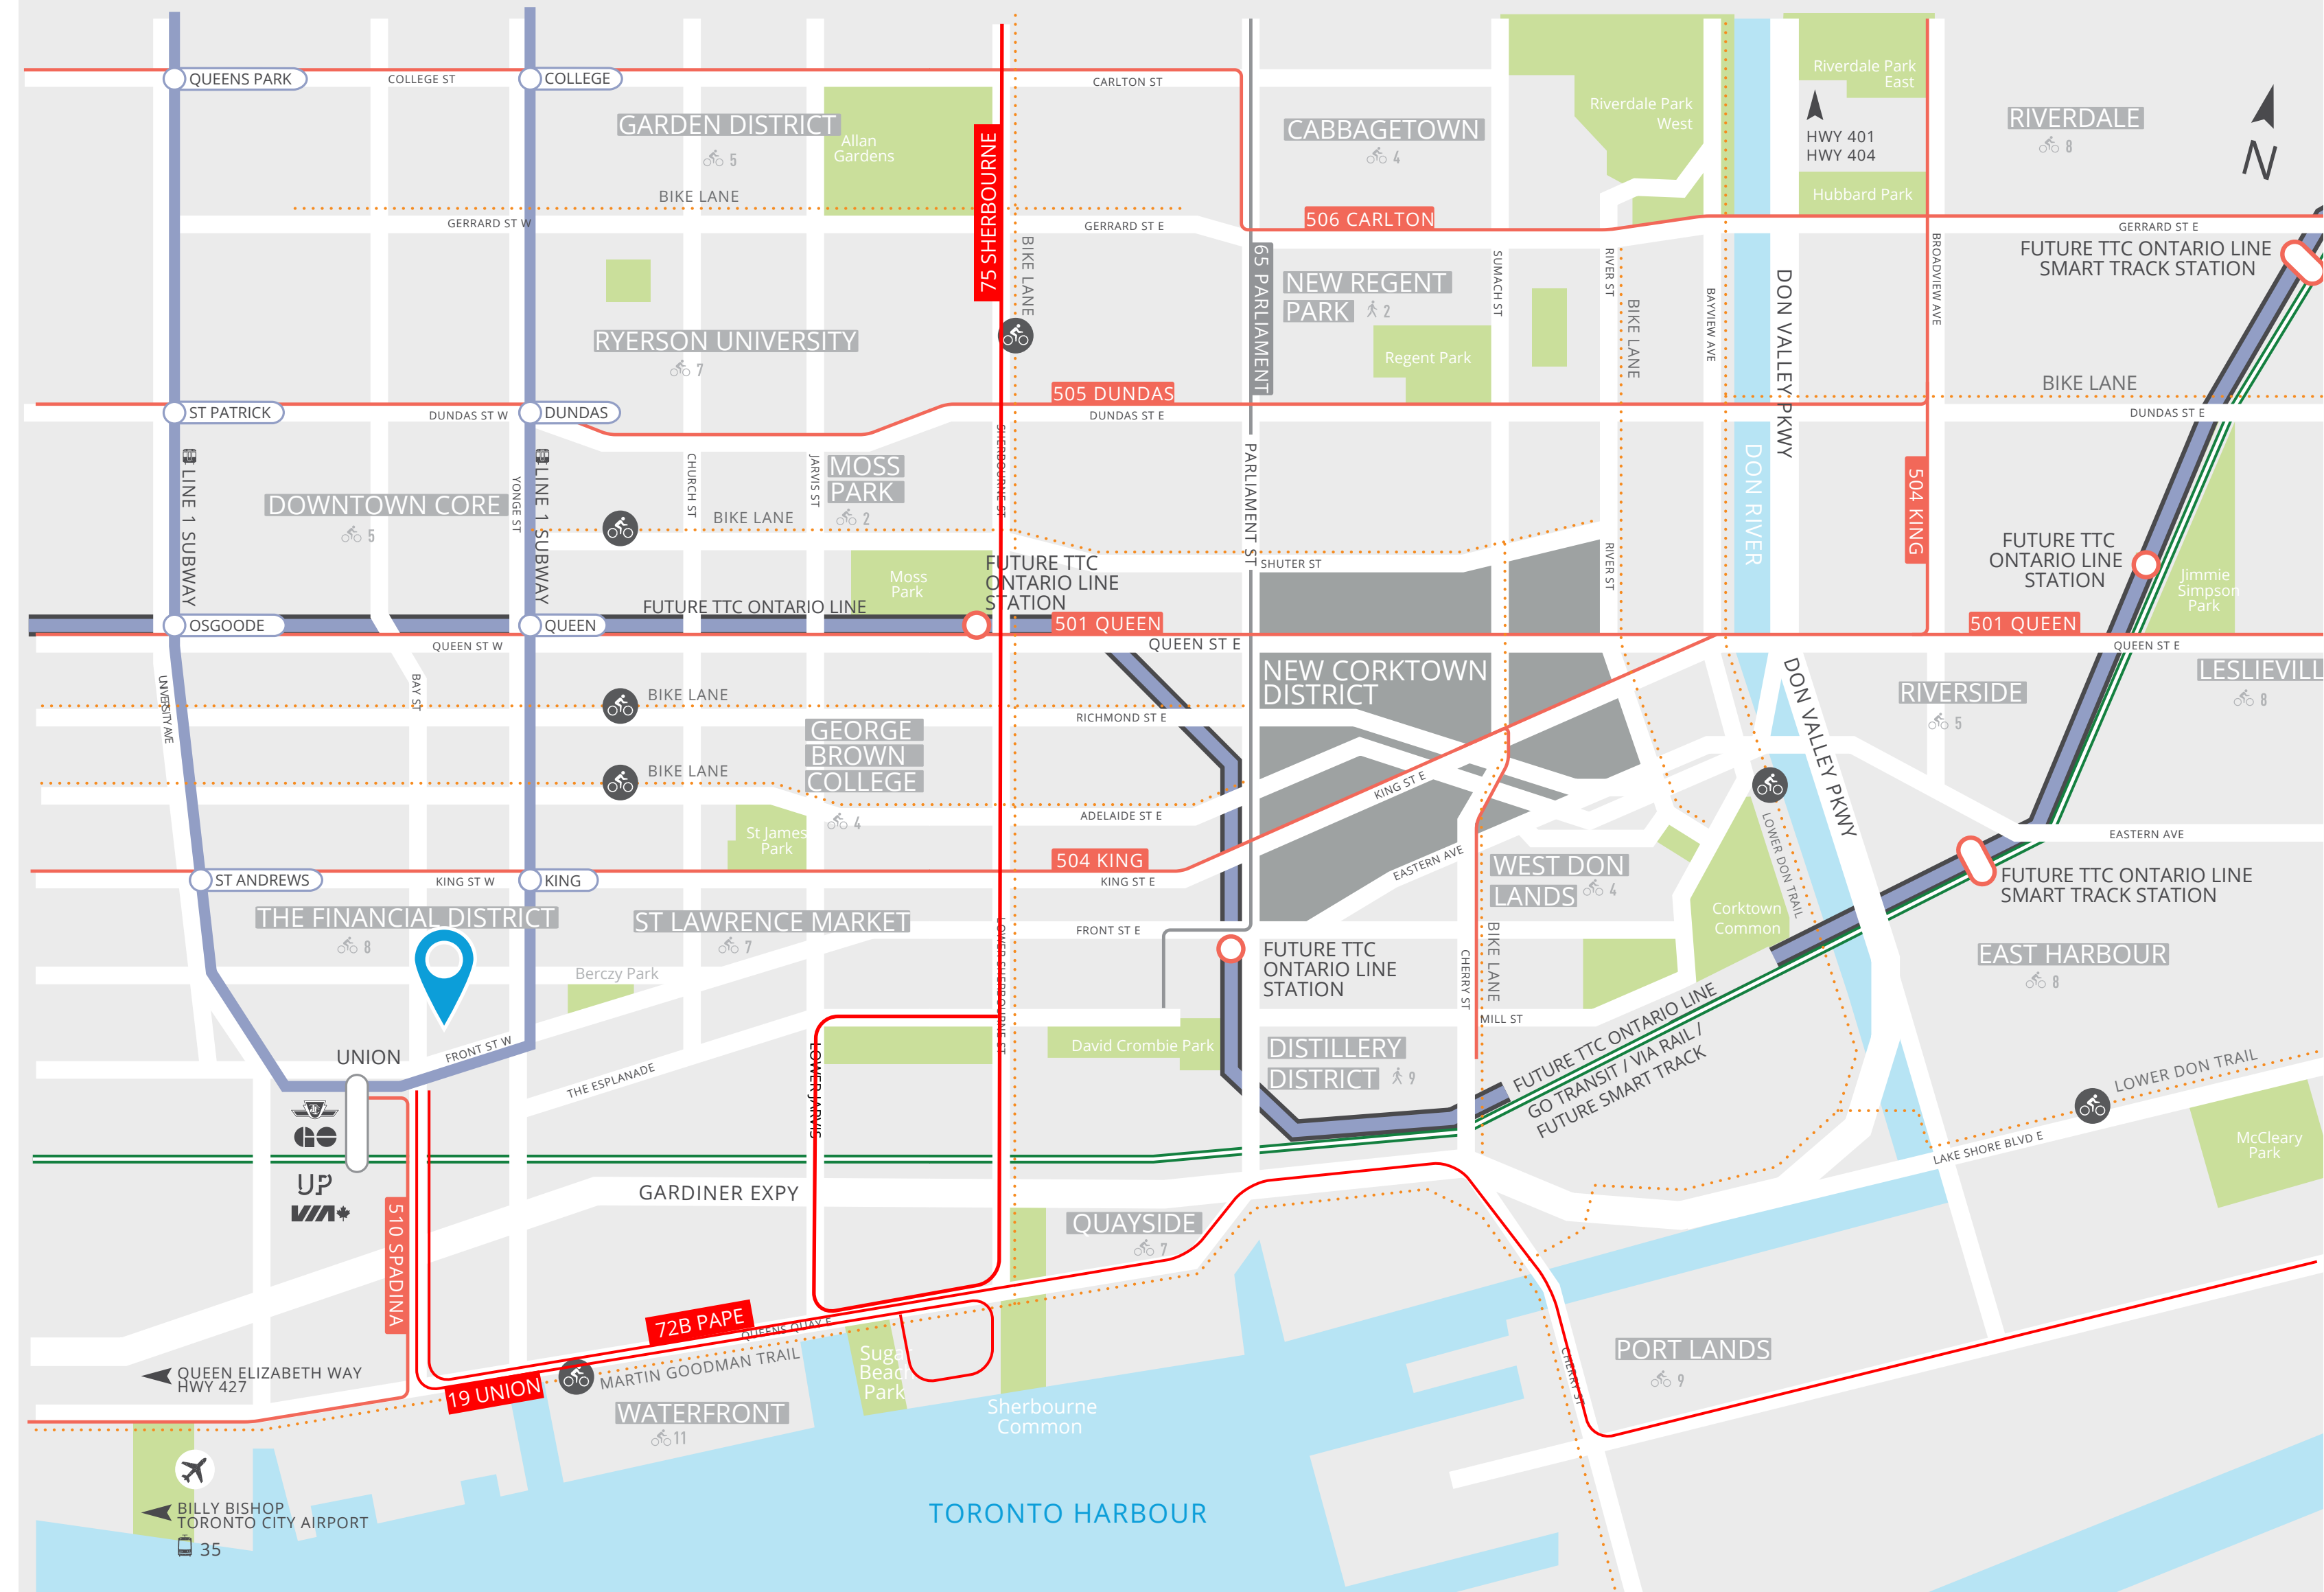 QUEENS PARK
COLLEGE ST
COLLEGE
CARLTON ST
Riverdale Park
East
HWY 401
HWY 404
RIVERDALE
8
N
GARDEN DISTRICT
5
Allan
Gardens
75 SHERBOURNE
CABBAGETOWN
4
Riverdale Park
West
Hubbard Park
BIKE LANE
GERRARD ST W
GERRARD ST E
506 CARLTON
GERRARD ST E
FUTURE TTC ONTARIO LINE
SMART TRACK STATION
BIKE LANE
65 PARLIAMENT
NEW REGENT
PARK
2
SUMACH ST
RIVER ST
BIKE LANE
BAYVIEW AVE
DON VALLEY PKWY
BROADVIEW AVE
RYERSON UNIVERSITY
7
Regent Park
505 DUNDAS
BIKE LANE
ST PATRICK
DUNDAS ST W
DUNDAS
DUNDAS ST E
DUNDAS ST E
LINE 1 SUBWAY
YONGE ST
LINE 1 SUBWAY
CHURCH ST
JARVIS ST
MOSS
PARK
2
SHERBOURNE ST
PARLIAMENT ST
DON RIVER
504 KING
DOWNTOWN CORE
5
BIKE LANE
SHUTER ST
RIVER ST
FUTURE TTC
ONTARIO LINE
STATION
Moss
Park
FUTURE TTC
ONTARIO LINE
STATION
Jimmie
Simpson
Park
FUTURE TTC ONTARIO LINE
OSGOODE
QUEEN
501 QUEEN
501 QUEEN
QUEEN ST W
QUEEN ST E
QUEEN ST E
UNIVERSITY AVE
BAY ST
BIKE LANE
NEW CORKTOWN
DISTRICT
DON VALLEY PKWY
RIVERSIDE
5
LESLIEVILL
8
RICHMOND ST E
GEORGE
BROWN
COLLEGE
4
BIKE LANE
KING ST E
ADELAIDE ST E
St James
Park
LOWER DON TRAIL
EASTERN AVE
504 KING
EASTERN AVE
WEST DON
LANDS
4
ST ANDREWS
KING ST W
KING
KING ST E
FUTURE TTC ONTARIO LINE
SMART TRACK STATION
THE FINANCIAL DISTRICT
8
ST LAWRENCE MARKET
7
LOWER SHERBOURNE ST
FRONT ST E
Corktown
Common
FUTURE TTC
ONTARIO LINE
STATION
CHERRY ST
BIKE LANE
EAST HARBOUR
8
Berczy Park
MILL ST
UNION
FRONT ST W
THE ESPLANADE
LOWER JARVIS
David Crombie Park
DISTILLERY
DISTRICT
9
FUTURE TTC ONTARIO LINE
GO TRANSIT / VIA RAIL /
FUTURE SMART TRACK
LOWER DON TRAIL
LAKE SHORE BLVD E
McCleary
Park
GO
UP
VIA
510 SPADINA
GARDINER EXPY
QUAYSIDE
7
72B PAPE
QUEENS QUAY E
MARTIN GOODMAN TRAIL
19 UNION
Sugar
Beach
Park
Sherbourne
Common
CHERRY ST
PORT LANDS
9
QUEEN ELIZABETH WAY
HWY 427
WATERFRONT
11
BILLY BISHOP
TORONTO CITY AIRPORT
35
TORONTO HARBOUR